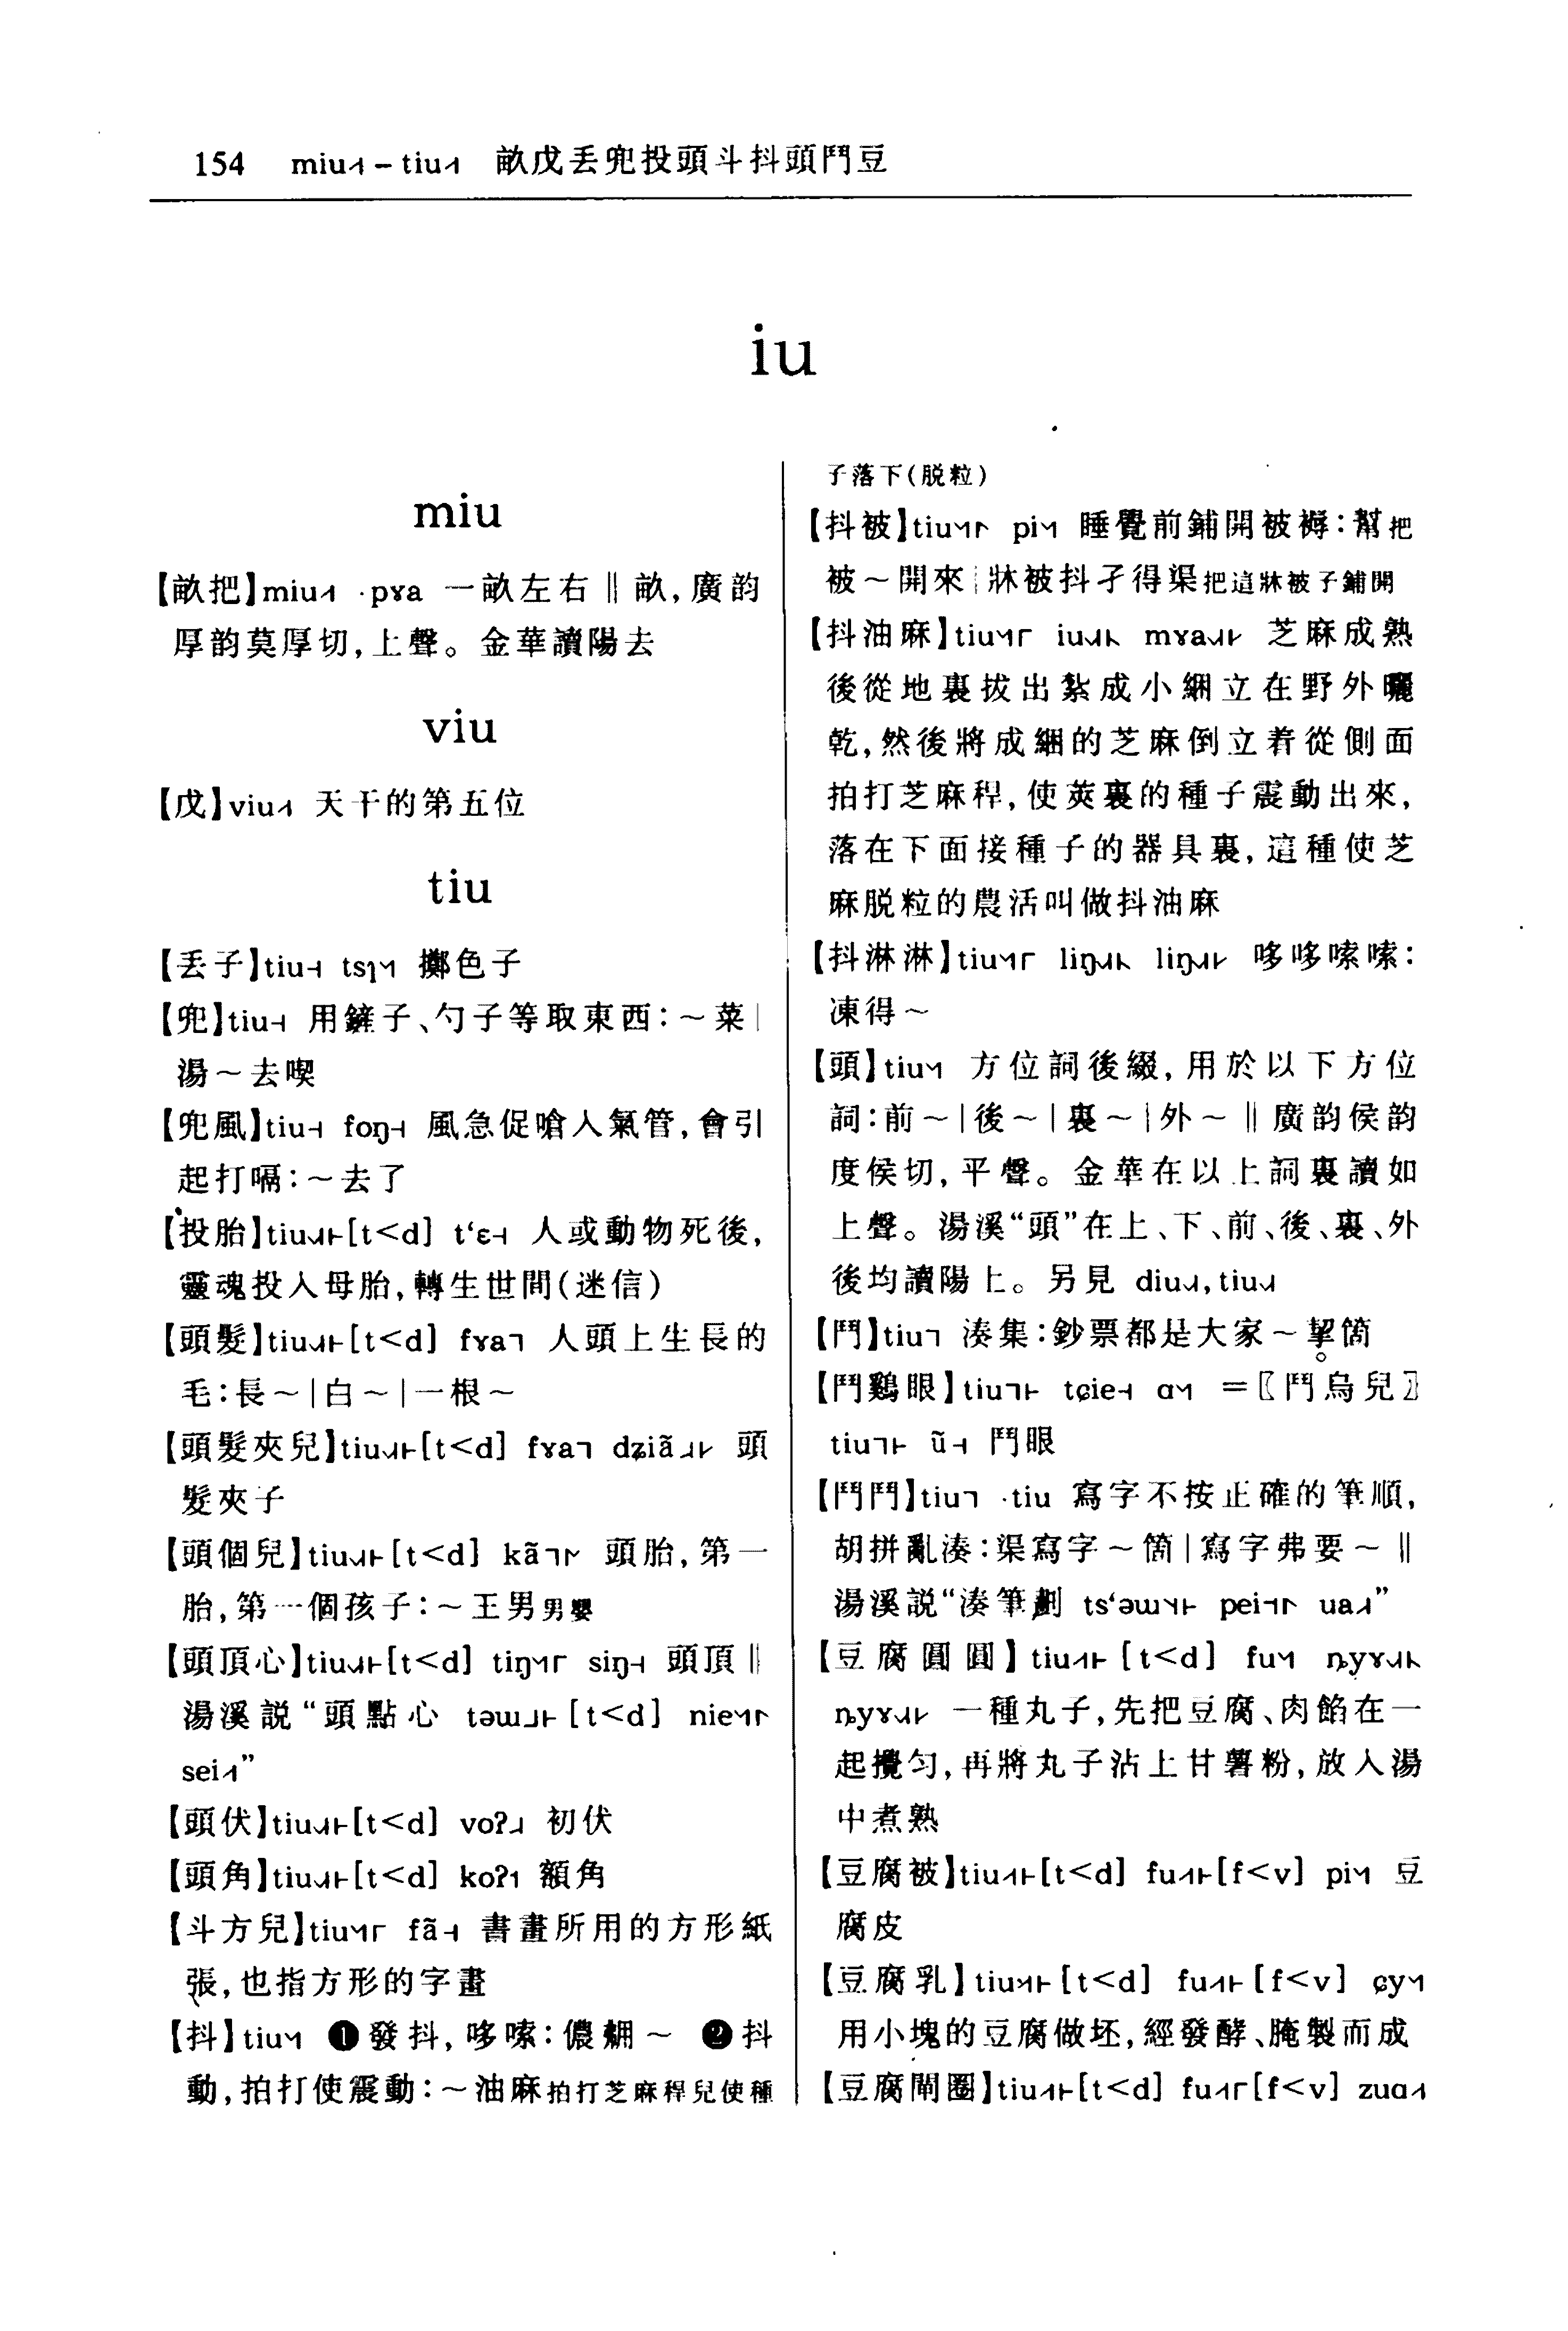 154 miu˩˦ – tiu˩˦ 畝戊丢兜投頭斗抖頭鬥豆
iu
miu
【畝把】miu˩˦ ·pɤa 一畝左右 ‖ 畝,廣韵
厚韵莫厚切,上聲。金華讀陽去
viu
【戊】viu˩˦ 天干的第五位
tiu
【丢子】tiu˧ tsɿ 擲色子
【兜】tiu˧ 用鏟子、勺子等取東西:～菜|
湯～去喫
【兜風】tiu˧ foŋ˧ 風急促嗆人氣管,會引
起打嗝:～去了
【投胎】tiu[t<d] t‘ɛ˧ 人或動物死後,
靈魂投入母胎,轉生世間(迷信)
【頭髮】tiu[t<d] fɤa˥ 人頭上生長的
毛:長～|白～|一根～
【頭髮夾兒】tiu[t<d] fɤa˥ dʑiã 頭
髮夾子
【頭個兒】tiu[t<d] kã 頭胎,第一
胎,第一個孩子:～王男男嬰
【頭頂心】tiu[t<d] tiŋ siŋ˧ 頭頂 ‖
湯溪説“頭點心 təɯ[t<d] nie
sei”
【頭伏】tiu[t<d] voʔ 初伏
【頭角】tiu[t<d] koʔ 額角
【斗方兒】tiu fã˧ 書畫所用的方形紙
張,也指方形的字畫
【抖】tiu ❶發抖,哆嗦:儂～ ❷抖
動,拍打使震動:～油麻拍打芝麻稈兒使種
子落下(脱粒)
【抖被】tiu pi 睡覺前鋪開被褥:幫把
被～開來|牀被抖孖得渠把這牀被子鋪開
【抖油麻】tiu iu mɤa 芝麻成熟
後從地裏拔出紮成小綑立在野外曬
乾,然後將成綑的芝麻倒立着從側面
拍打芝麻稈,使莢裏的種子震動出來,
落在下面接種子的器具裏,這種使芝
麻脱粒的農活叫做抖油麻
【抖淋淋】tiu liŋ liŋ 哆哆嗦嗦:
凍得～
【頭】tiu 方位詞後綴,用於以下方位
詞:前～|後～|裏～|外～ ‖ 廣韵侯韵
度侯切,平聲。金華在以上詞裏讀如
上聲。湯溪“頭”在上、下、前、後、裏、外
後均讀陽上。另見 diu,tiu
【鬥】tiu˥ 湊集:鈔票都是大家～挐箇
【鬥鷄眼】tiu tɕie˧ ɑ =〖鬥烏兒〗
tiu ũ˧ 鬥眼
【鬥鬥】tiu˥ ·tiu 寫字不按正確的筆順,
胡拼亂湊:渠寫字～箇|寫字弗要～ ‖
湯溪説“湊筆劃 ts‘əɯ pei ua”
【豆腐圓圓】tiu[t<d] fu ȵyɤ
ȵyɤ 一種丸子,先把豆腐、肉餡在一
起攪匀,再將丸子沾上甘薯粉,放入湯
中煮熟
【豆腐被】tiu[t<d] fu[f<v] pi 豆
腐皮
【豆腐乳】tiu[t<d] fu[f<v] ɕy
用小塊的豆腐做坯,經發酵、腌製而成
【豆腐閘圈】tiu[t<d] fu[f<v] zuɑ